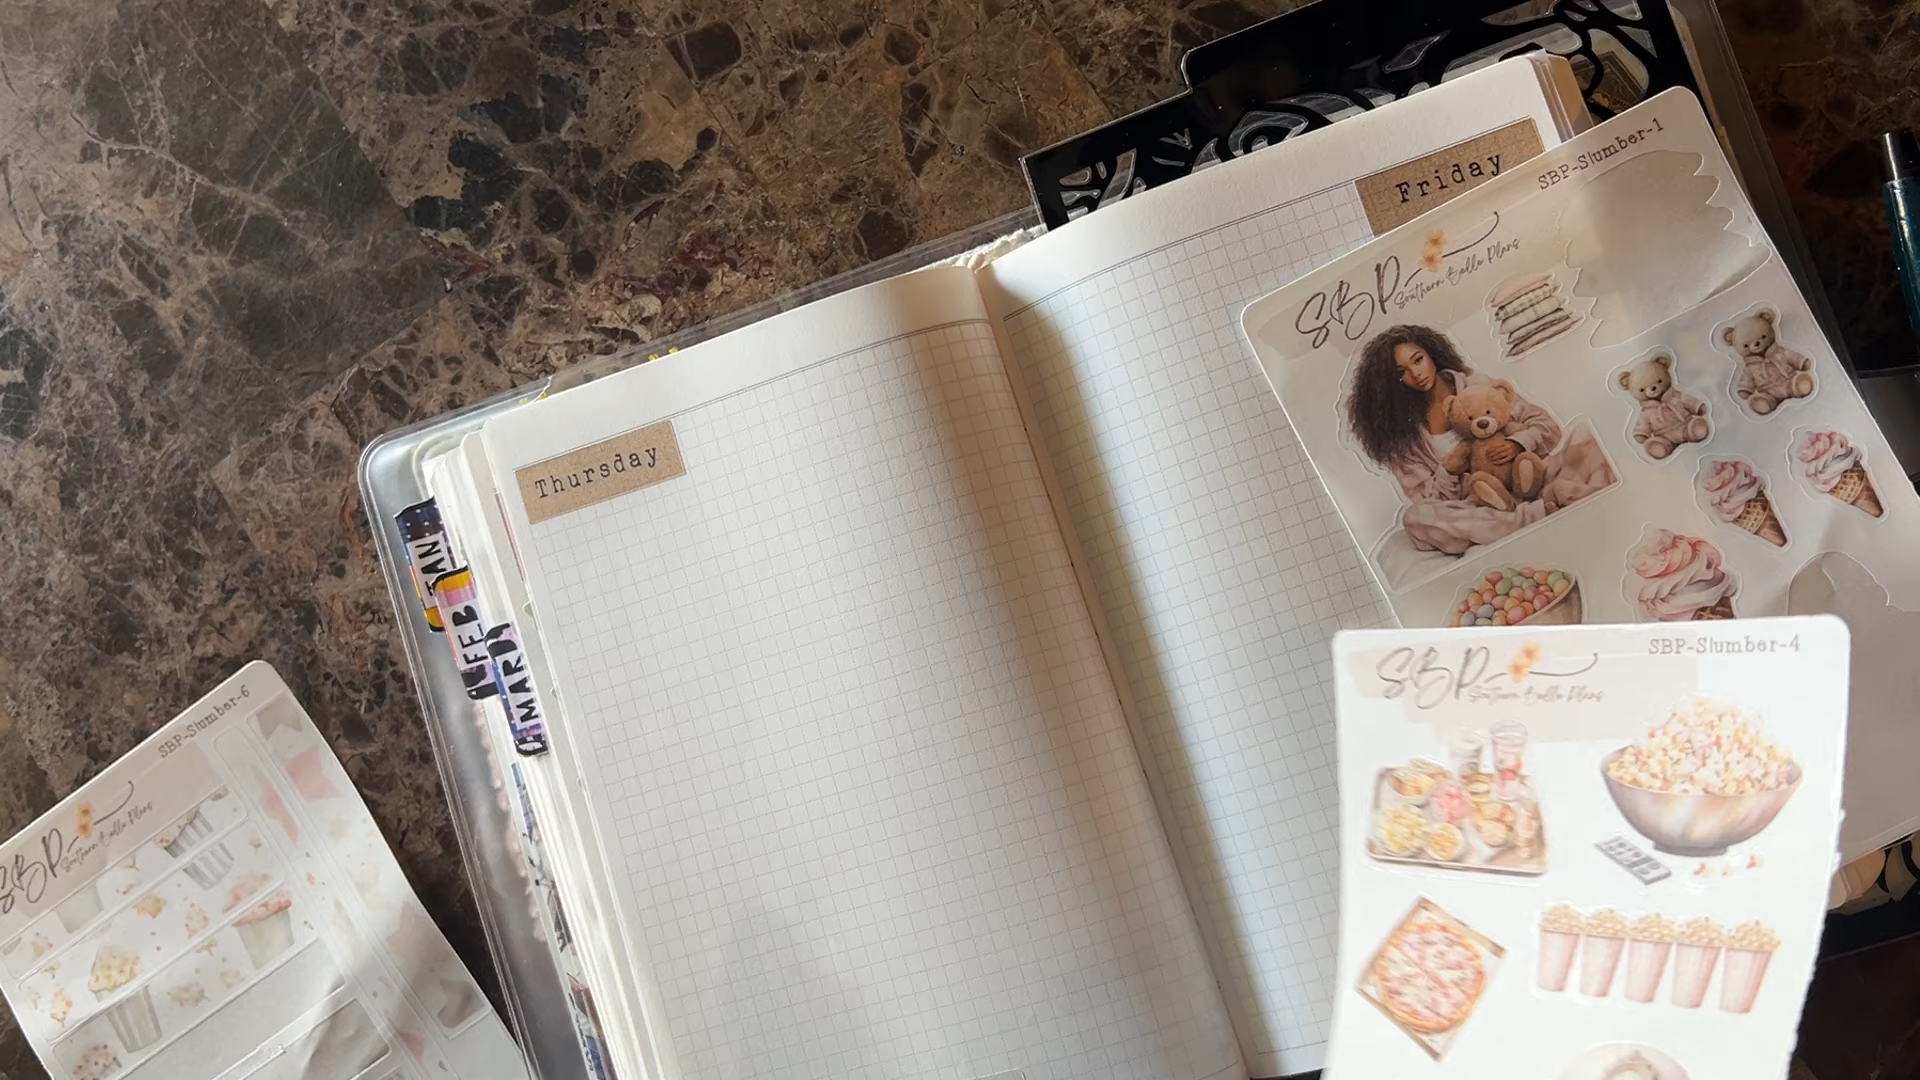 Friday
SBP-Slumber-1
SBP
Southern Belle Plans
Thursday
JAN
FEB
MAR
SBP-Slumber-4
SBP
Southern Belle Plans
SBP-Slumber-6
SBP
Southern Belle Plans